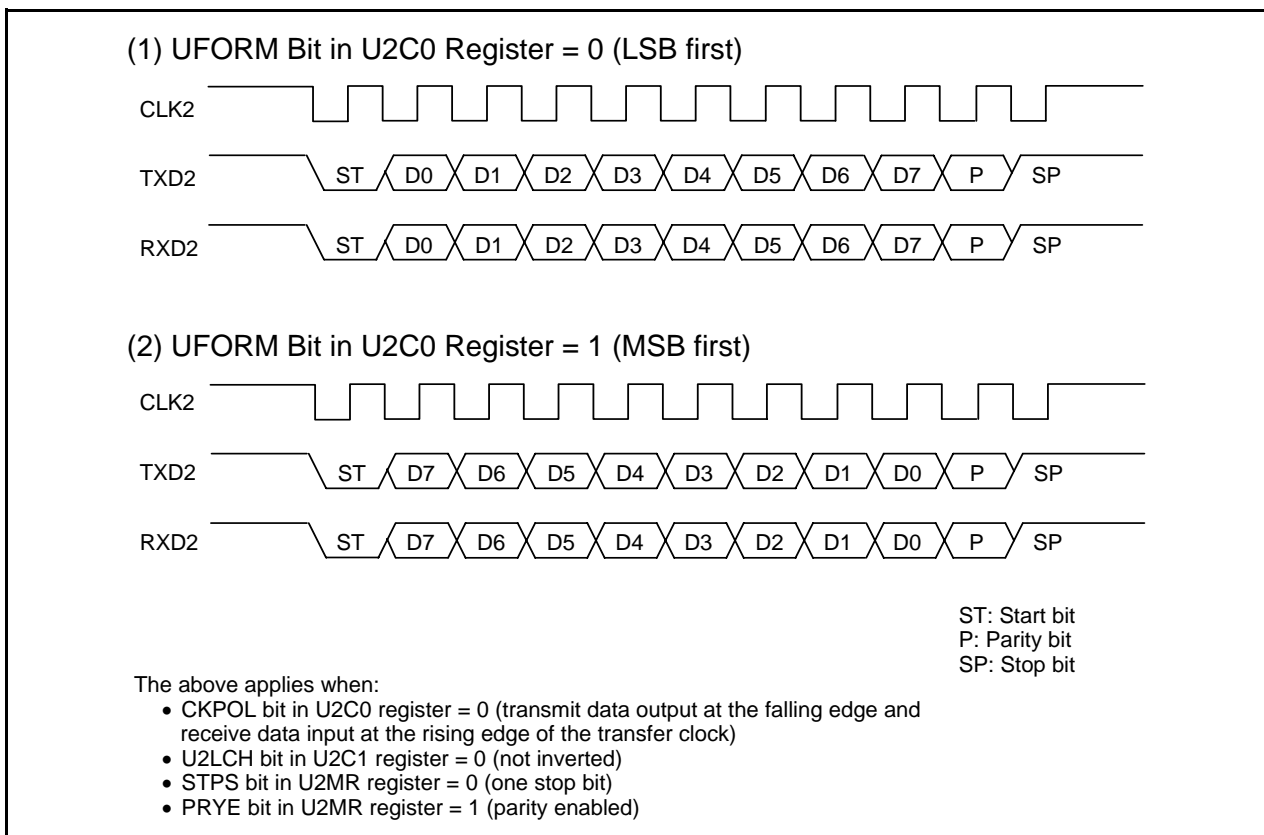 (1) UFORM Bit in U2C0 Register = 0 (LSB first)
CLK2
TXD2 ST D0 D1 D2 D3 D4 D5 D6 D7 P SP
RXD2 ST D0 D1 D2 D3 D4 D5 D6 D7 P SP
(2) UFORM Bit in U2C0 Register = 1 (MSB first)
CLK2
TXD2 ST D7 D6 D5 D4 D3 D2 D1 D0 P SP
RXD2 ST D7 D6 D5 D4 D3 D2 D1 D0 P SP
ST: Start bit
P: Parity bit
SP: Stop bit
The above applies when:
• CKPOL bit in U2C0 register = 0 (transmit data output at the falling edge and
receive data input at the rising edge of the transfer clock)
• U2LCH bit in U2C1 register = 0 (not inverted)
• STPS bit in U2MR register = 0 (one stop bit)
• PRYE bit in U2MR register = 1 (parity enabled)